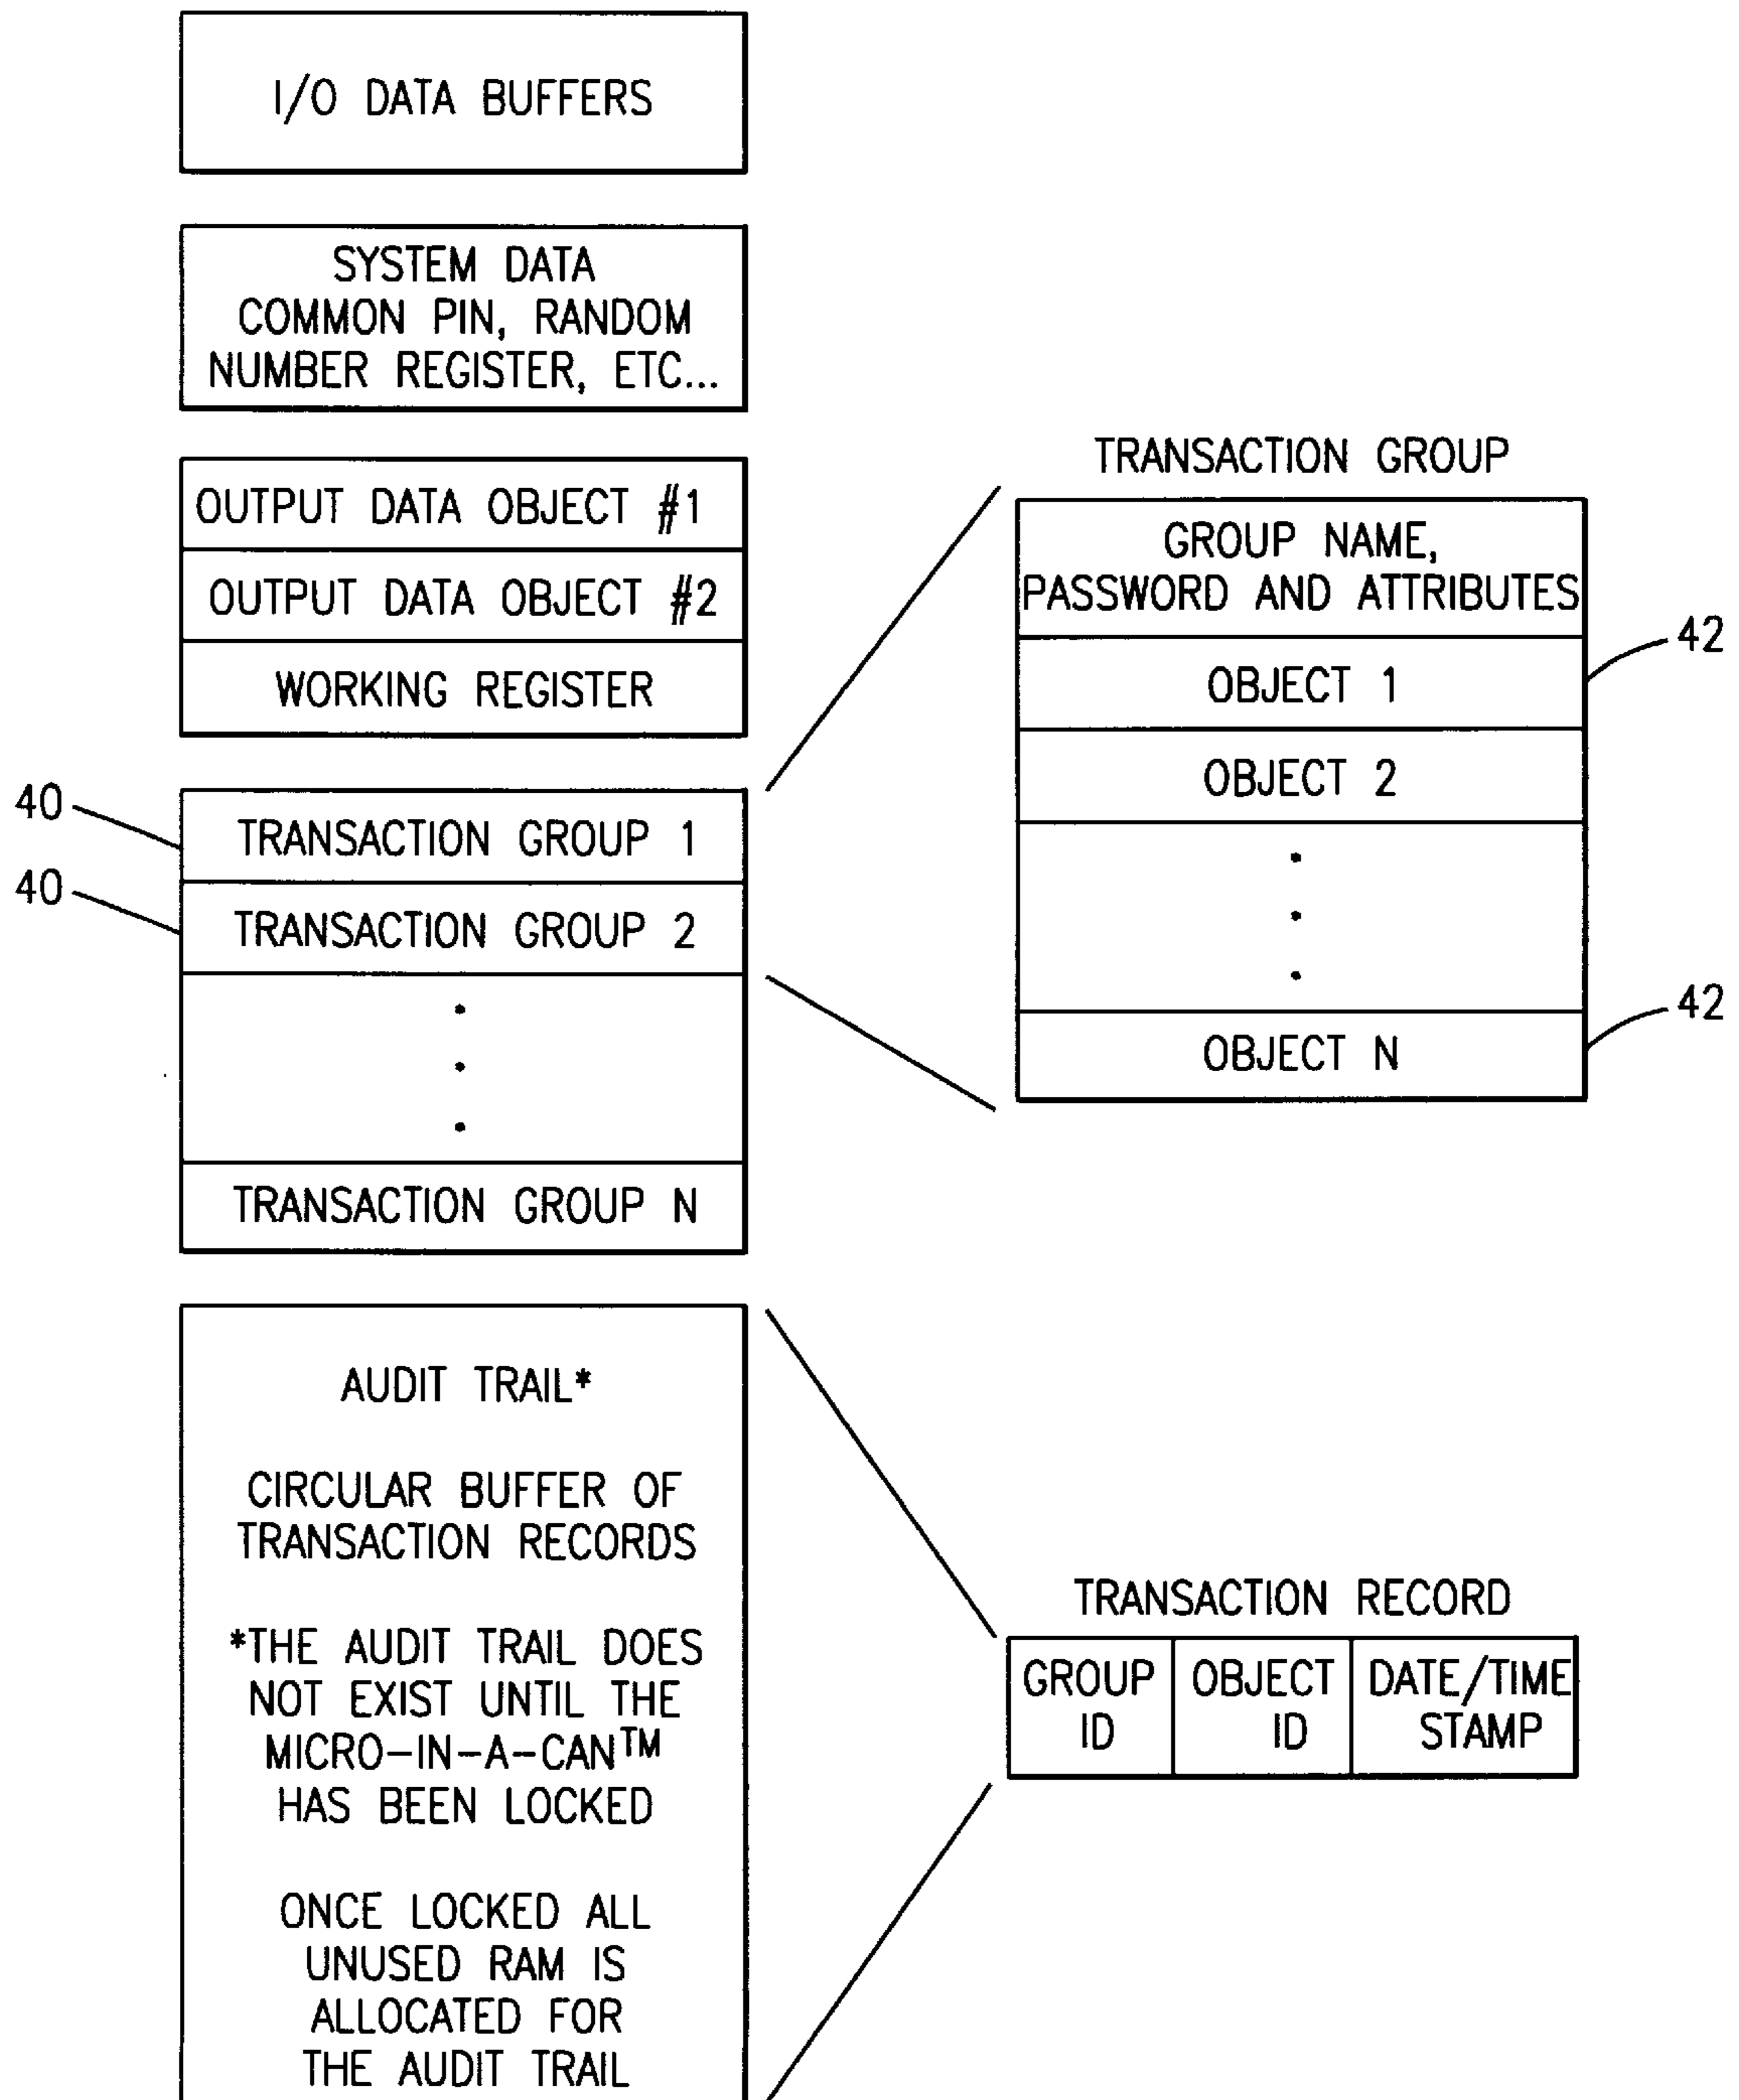 I/O DATA BUFFERS
SYSTEM DATA
COMMON PIN, RANDOM
NUMBER REGISTER, ETC...
OUTPUT DATA OBJECT #1
OUTPUT DATA OBJECT #2
WORKING REGISTER
40
TRANSACTION GROUP 1
40
TRANSACTION GROUP 2
TRANSACTION GROUP N
TRANSACTION GROUP
GROUP NAME,
PASSWORD AND ATTRIBUTES
42
OBJECT 1
OBJECT 2
42
OBJECT N
AUDIT TRAIL*
CIRCULAR BUFFER OF
TRANSACTION RECORDS
*THE AUDIT TRAIL DOES
NOT EXIST UNTIL THE
MICRO-IN-A-CAN™
HAS BEEN LOCKED
ONCE LOCKED ALL
UNUSED RAM IS
ALLOCATED FOR
THE AUDIT TRAIL
TRANSACTION RECORD
GROUP
ID
OBJECT
ID
DATE/TIME
STAMP